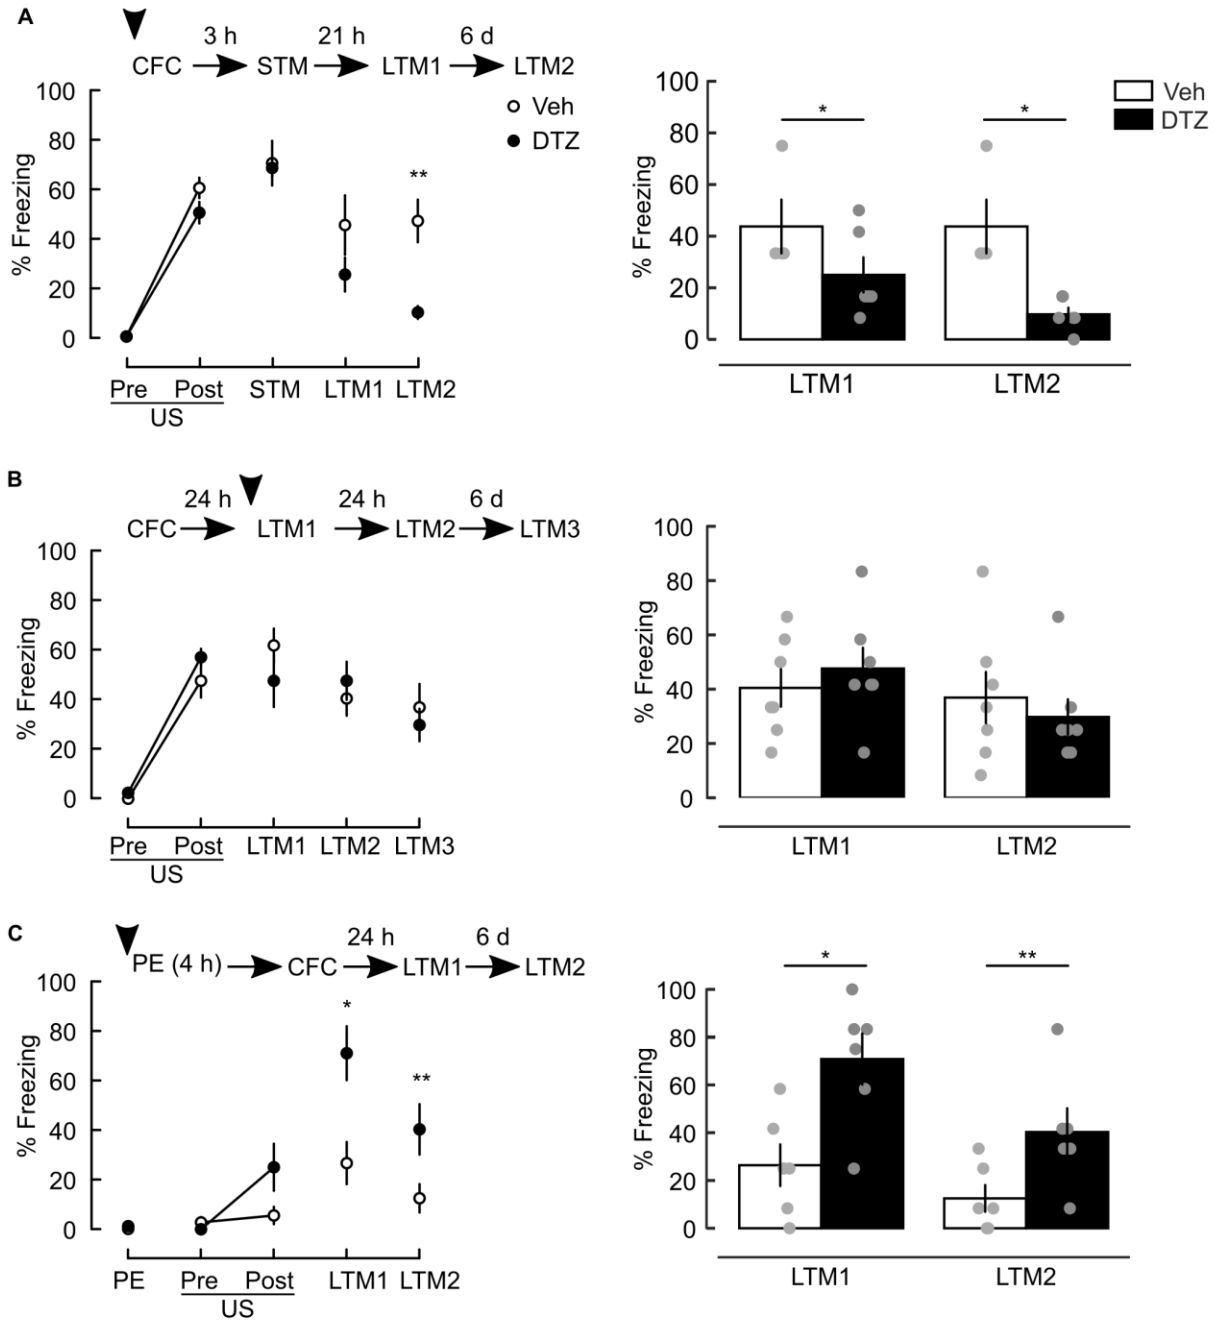 A
3 h 21 h 6 d
CFC STM LTM1 LTM2
Veh
DTZ
100
80
60
40
20
0
% Freezing
**
Pre Post STM LTM1 LTM2
US
Veh
DTZ
100
80
60
40
20
0
% Freezing
* *
LTM1 LTM2
B
24 h 24 h 6 d
CFC LTM1 LTM2 LTM3
100
80
60
40
20
0
% Freezing
Pre Post LTM1 LTM2 LTM3
US
100
80
60
40
20
0
% Freezing
LTM1 LTM2
C
24 h 6 d
PE (4 h) CFC LTM1 LTM2
100
80
60
40
20
0
% Freezing
*
**
PE Pre Post LTM1 LTM2
US
* **
100
80
60
40
20
0
% Freezing
LTM1 LTM2